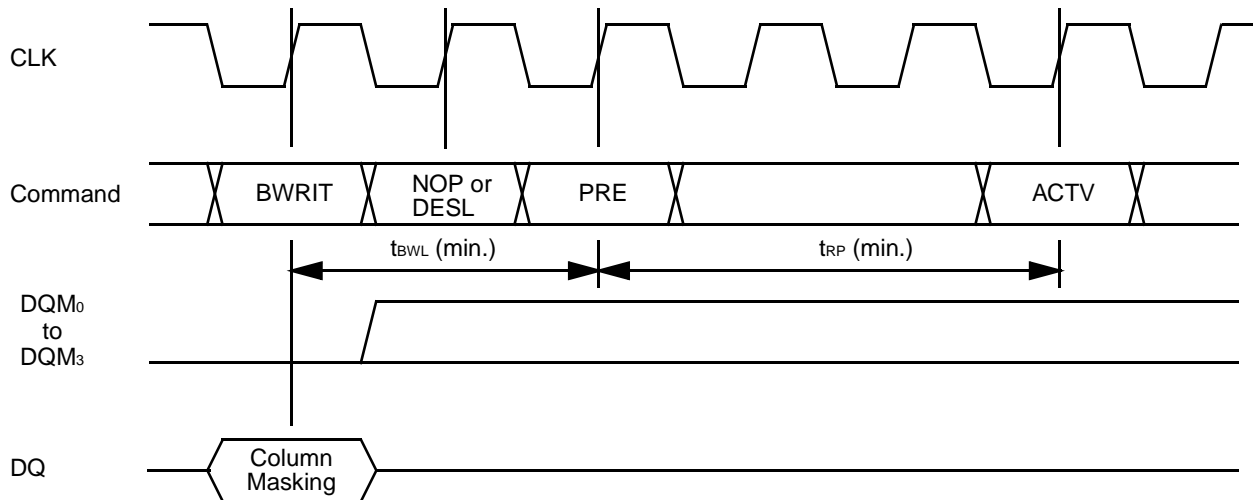 CLK
Command
BWRIT
NOP or
DESL
PRE
ACTV
tBWL (min.)
tRP (min.)
DQM0
to
DQM3
DQ
Column
Masking